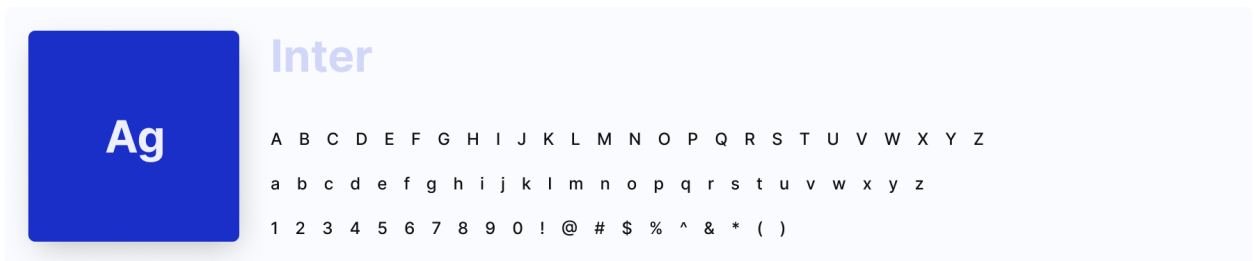 Ag
Inter
A B C D E F G H I J K L M N O P Q R S T U V W X Y Z
a b c d e f g h i j k l m n o p q r s t u v w x y z
1 2 3 4 5 6 7 8 9 0 ! @ # $ % ^ & * ( )